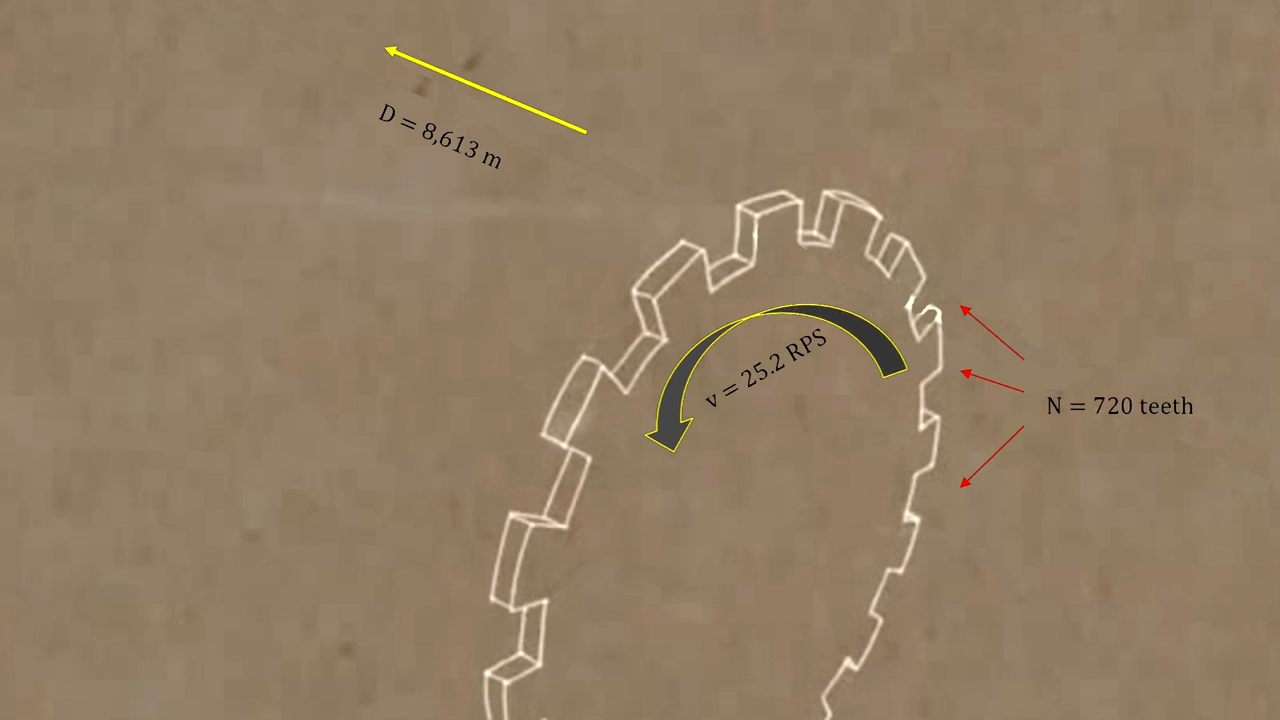 D = 8,613 m
v = 25.2 RPS
N = 720 teeth